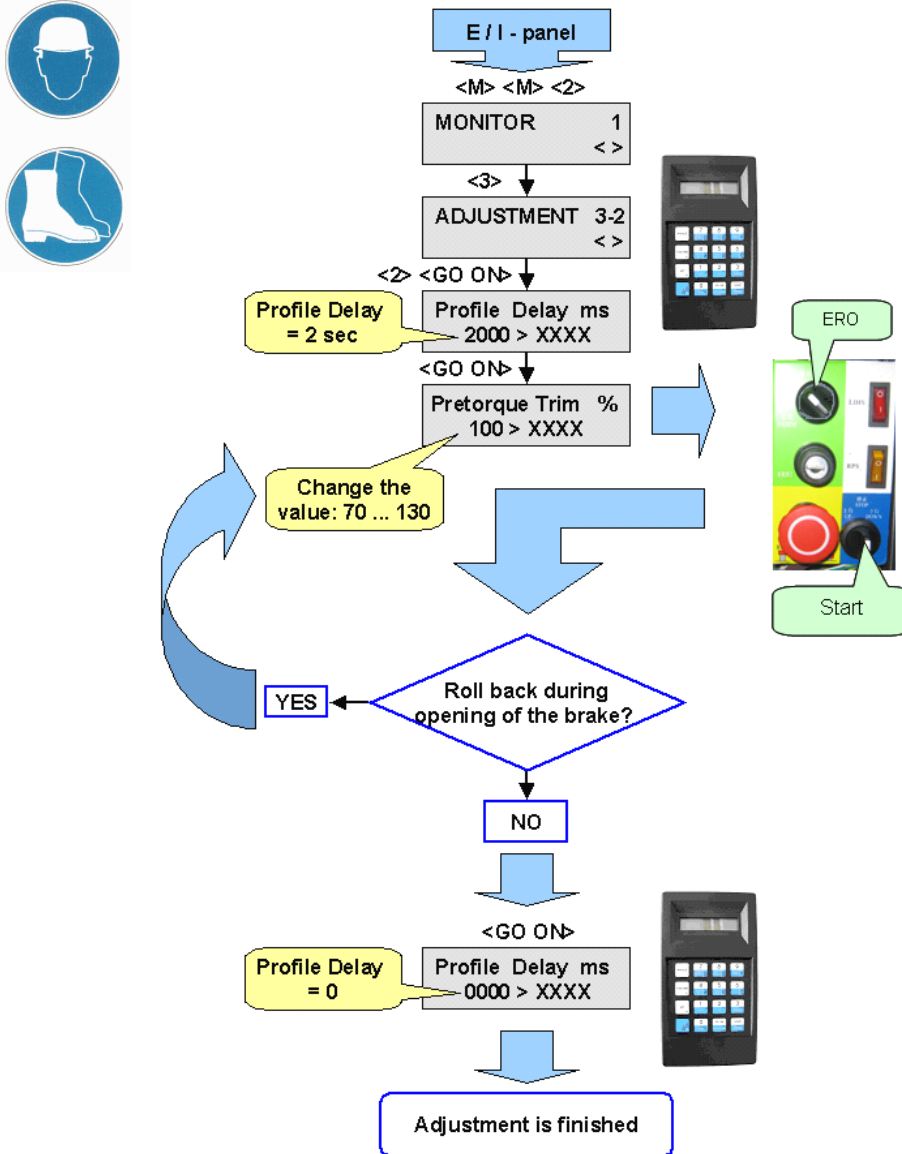 E / I - panel
<M> <M> <2>
MONITOR 1
< >
<3>
ADJUSTMENT 3-2
< >
<2> <GO ON>
Profile Delay
= 2 sec
Profile Delay ms
2000 > XXXX
<GO ON>
Pretorque Trim %
100 > XXXX
Change the
value: 70 ... 130
ERO
Start
Roll back during
opening of the brake?
YES
NO
<GO ON>
Profile Delay
= 0
Profile Delay ms
0000 > XXXX
Adjustment is finished